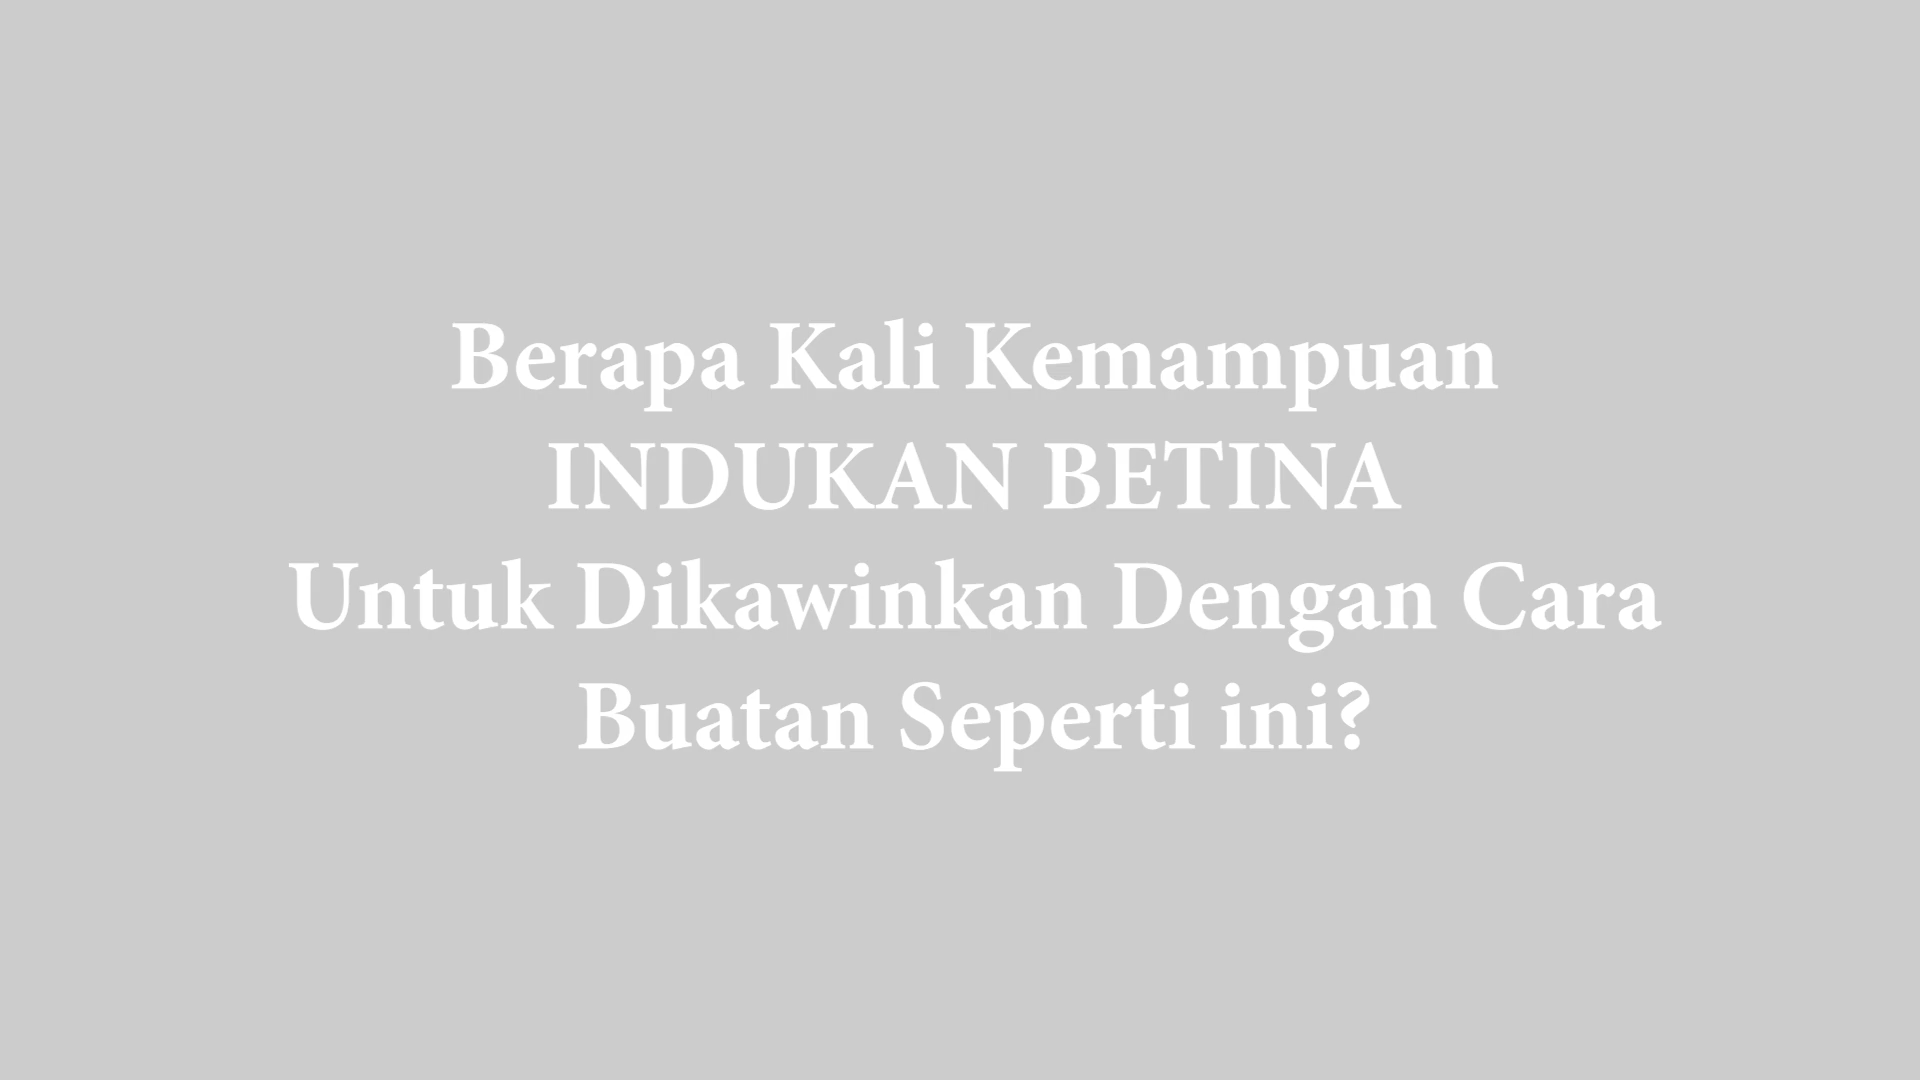 Berapa Kali Kemampuan
INDUKAN BETINA
Untuk Dikawinkan Dengan Cara
Buatan Seperti ini?